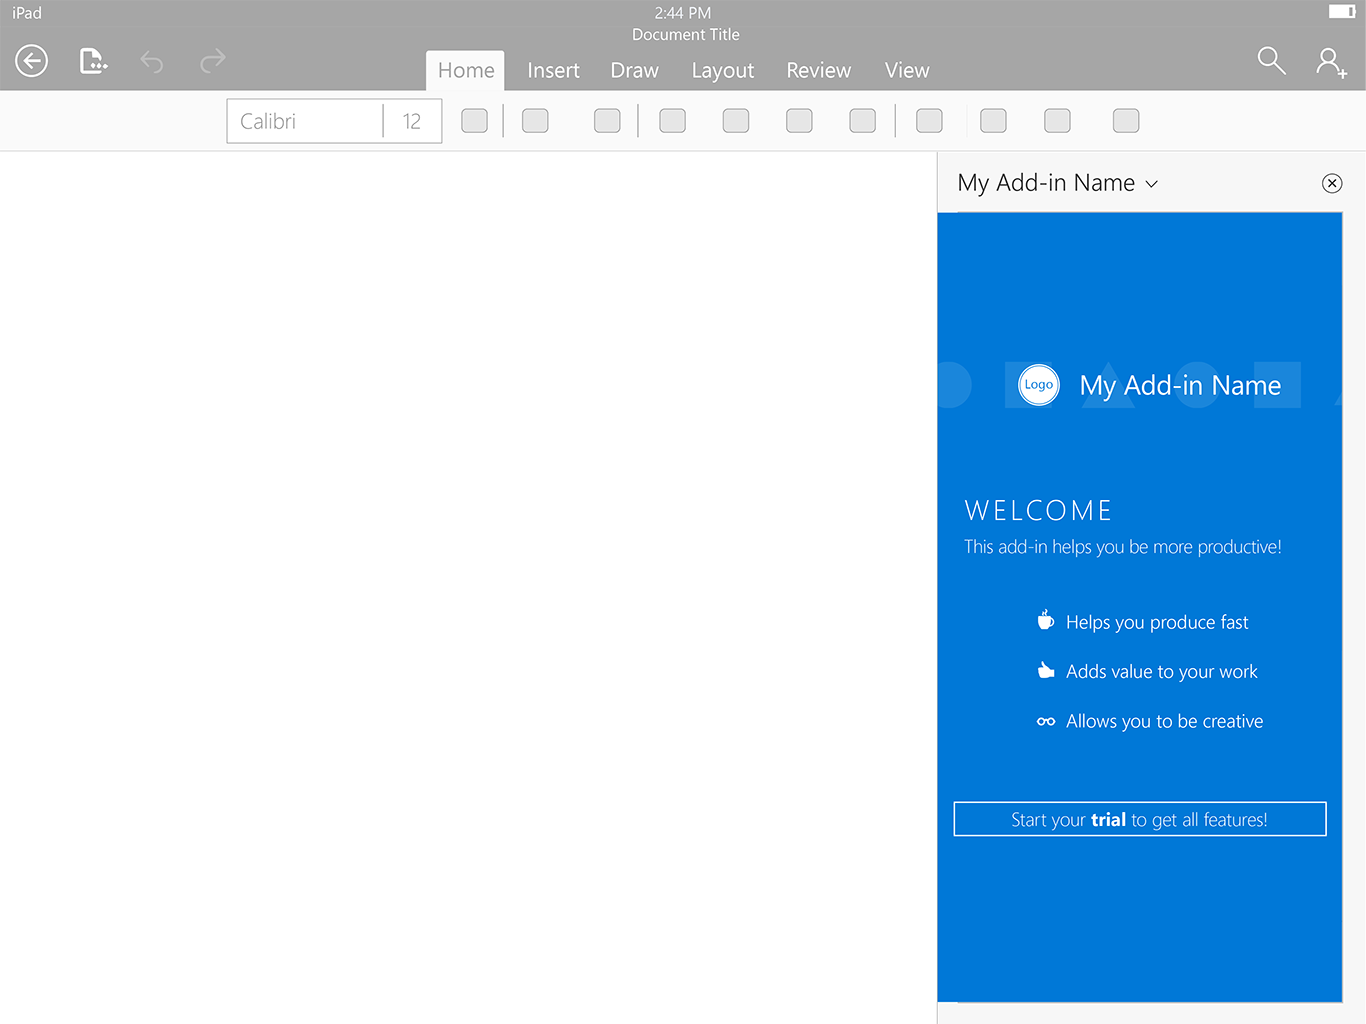 iPad
2:44 PM
Document Title
Home Insert Draw Layout Review View
Calibri 12
My Add-in Name
Logo My Add-in Name
WELCOME
This add-in helps you be more productive!
Helps you produce fast
Adds value to your work
Allows you to be creative
Start your trial to get all features!